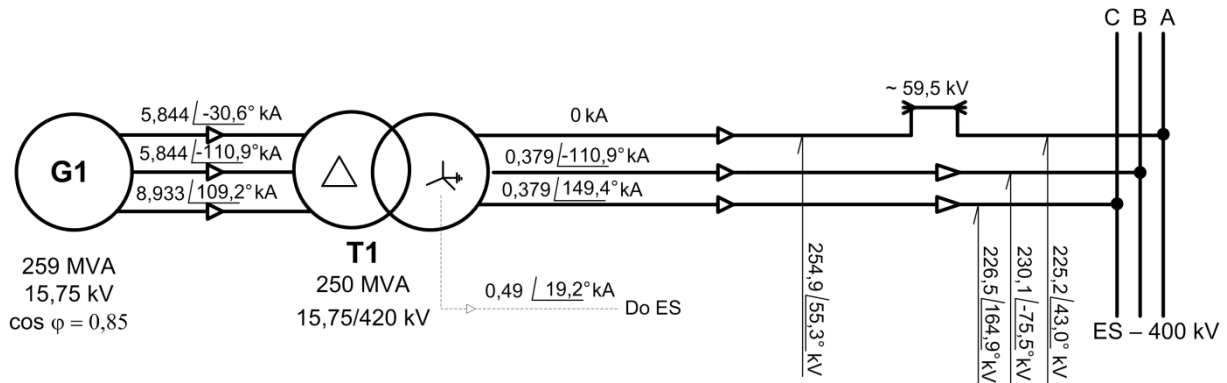 C B A
~ 59,5 kV
5,844 -30,6° kA
0 kA
5,844 -110,9° kA
0,379 -110,9° kA
G1
8,933 109,2° kA
0,379 149,4° kA
T1
259 MVA
15,75 kV
cos φ = 0,85
250 MVA
15,75/420 kV
0,49 19,2° kA
Do ES
254,9 55,3° kV
226,5 164,9° kV
230,1 -75,5° kV
225,2 43,0° kV
ES – 400 kV